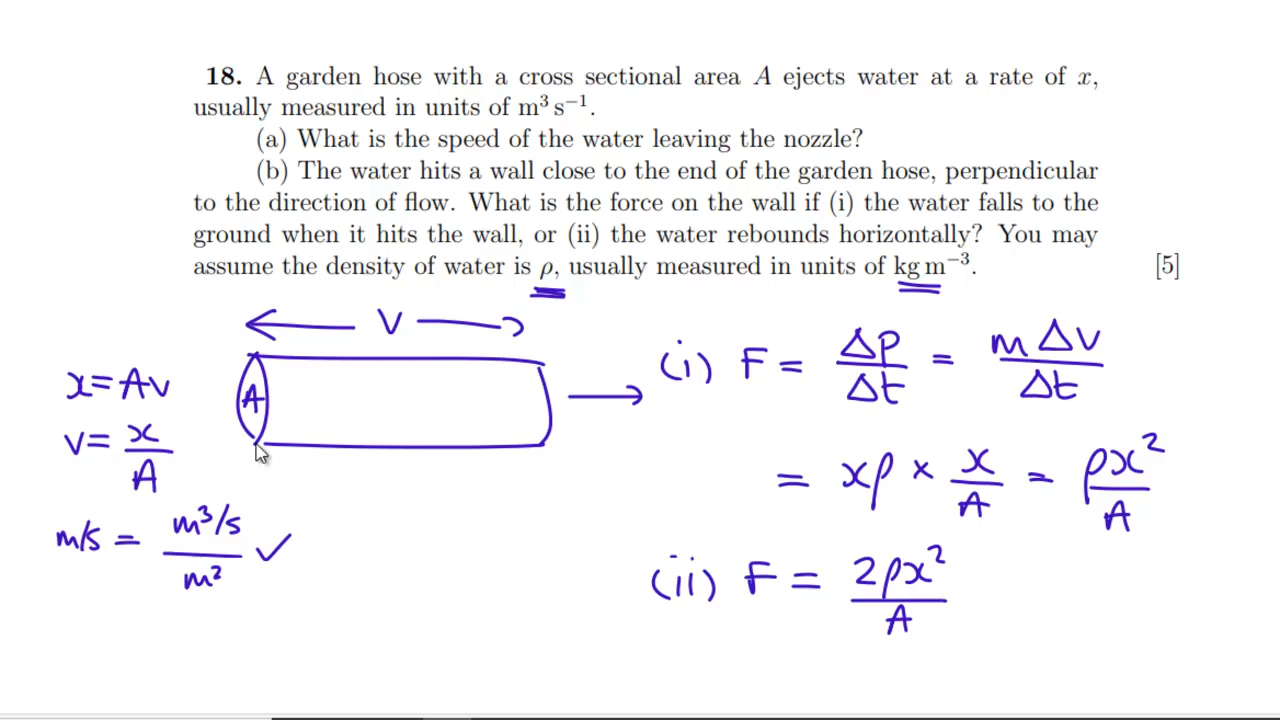 18. A garden hose with a cross sectional area A ejects water at a rate of x,
usually measured in units of m³ s⁻¹.
(a) What is the speed of the water leaving the nozzle?
(b) The water hits a wall close to the end of the garden hose, perpendicular
to the direction of flow. What is the force on the wall if (i) the water falls to the
ground when it hits the wall, or (ii) the water rebounds horizontally? You may
assume the density of water is ρ, usually measured in units of kg m⁻³. [5]
x = Av
v = x/A
m/s = m³/s / m² ✓
V
A
(i) F = Δp/Δt = mΔv/Δt
= xρ × x/A = ρx²/A
(ii) F = 2ρx²/A